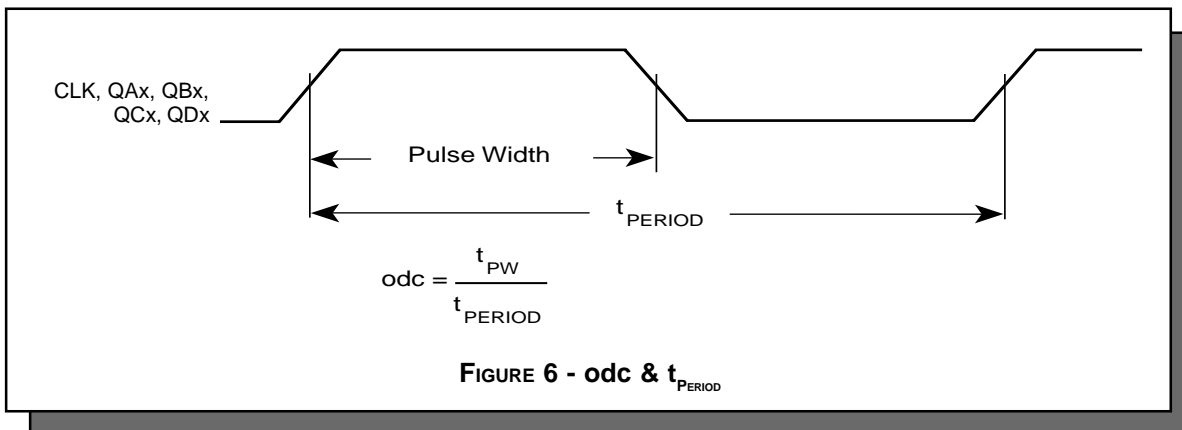 CLK, QAx, QBx,
QCx, QDx
Pulse Width
tPERIOD
odc = tPW
tPERIOD
FIGURE 6 - odc & tPERIOD